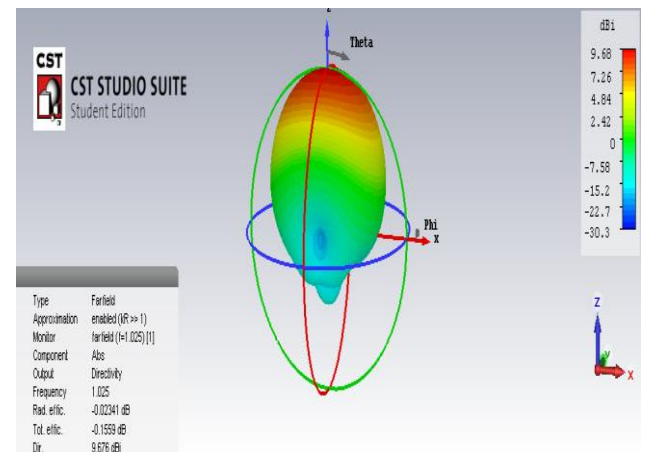 dBi
9.68
7.26
4.84
2.42
0
-7.58
-15.2
-22.7
-30.3
z
Theta
CST
CST STUDIO SUITE
Student Edition
Phi
x
Type Farfield
Approximation enabled (kR >> 1)
Monitor farfield (f=1.025) [1]
Component Abs
Output Directivity
Frequency 1.025
Rad. effic. -0.02341 dB
Tot. effic. -0.1559 dB
Dir. 9.676 dBi
Z
Y
X